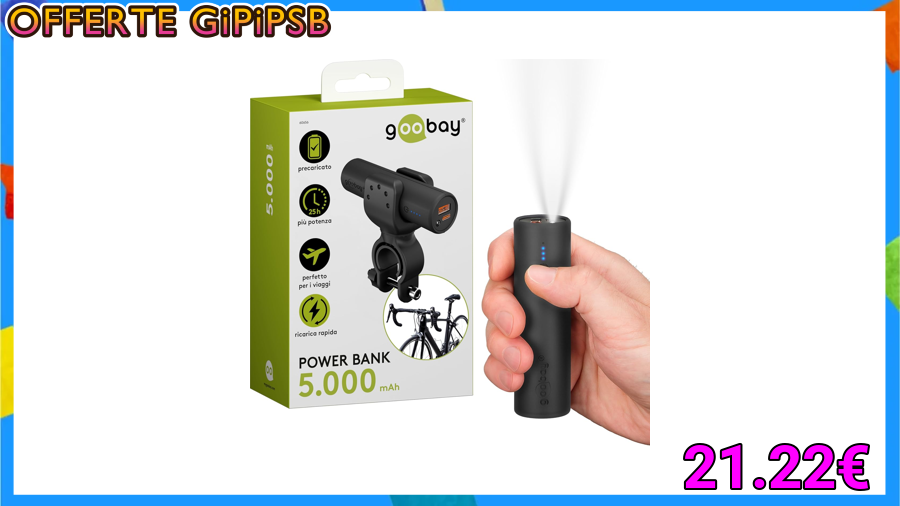 OFFERTE GiPiPSB
goobay®
5.000
precaricato
25h
più potenza
perfetto
per i viaggi
ricarica rapida
POWER BANK
5.000 mAh
21.22€